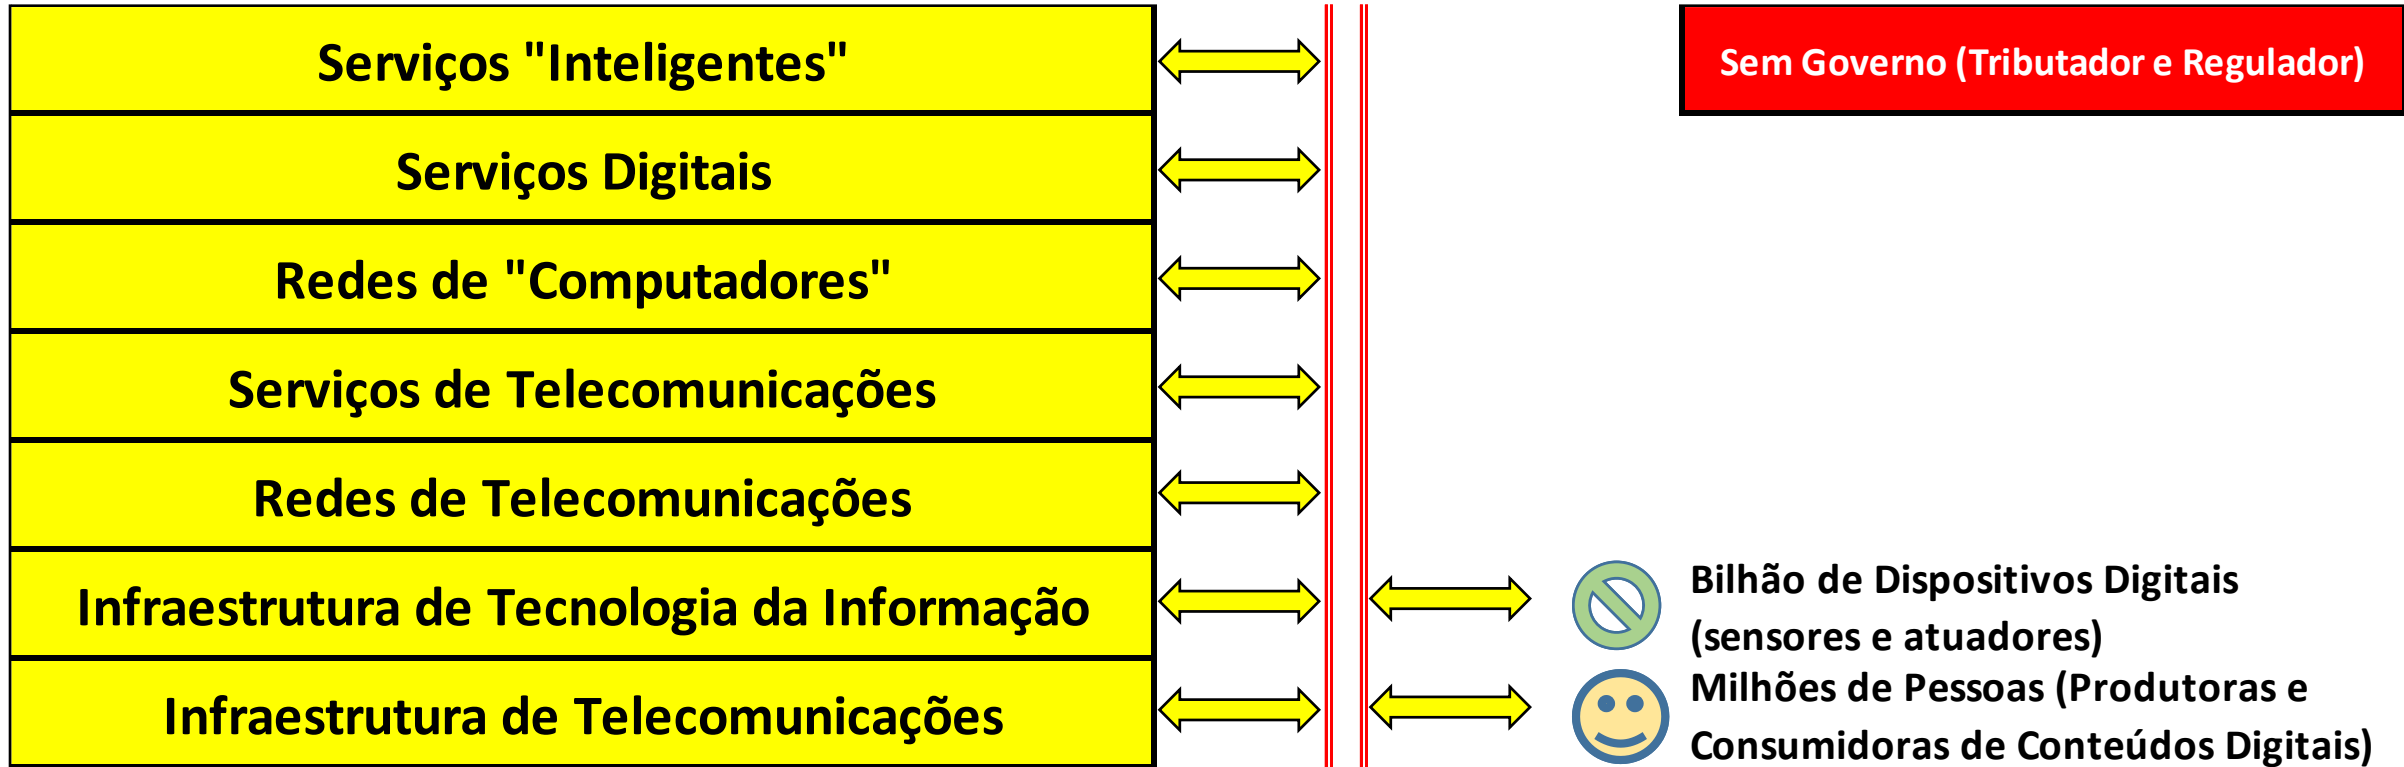 Serviços "Inteligentes"
Sem Governo (Tributador e Regulador)
Serviços Digitais
Redes de "Computadores"
Serviços de Telecomunicações
Redes de Telecomunicações
Infraestrutura de Tecnologia da Informação
Bilhão de Dispositivos Digitais
(sensores e atuadores)
Infraestrutura de Telecomunicações
Milhões de Pessoas (Produtoras e
Consumidoras de Conteúdos Digitais)